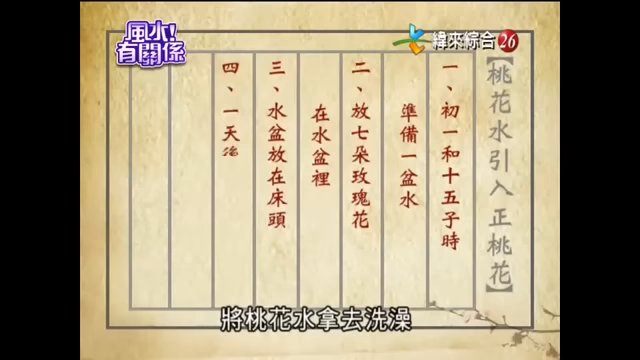 風水!
有關係
緯來綜合 26
【桃花水引入正桃花】
一、初一和十五子時
準備一盆水
二、放七朵玫瑰花
在水盆裡
三、水盆放在床頭
四、一天
將桃花水拿去洗澡